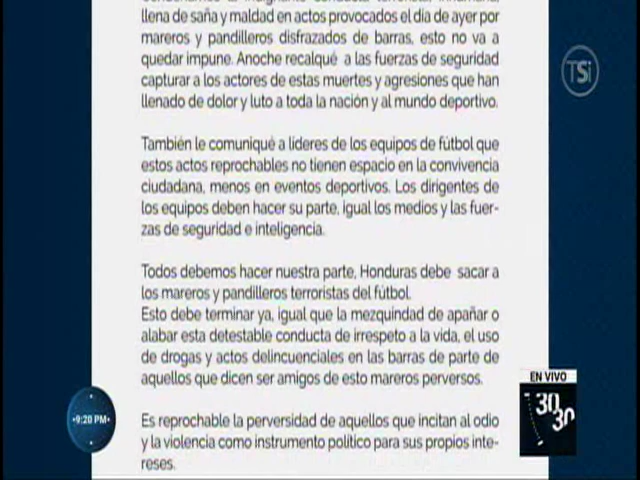 Condenamos la indignante conducta terrorista, inhumana,
llena de saña y maldad en actos provocados el día de ayer por
mareros y pandilleros disfrazados de barras, esto no va a
quedar impune. Anoche recalqué a las fuerzas de seguridad
capturar a los actores de estas muertes y agresiones que han
llenado de dolor y luto a toda la nación y al mundo deportivo.
También le comuniqué a líderes de los equipos de fútbol que
estos actos reprochables no tienen espacio en la convivencia
ciudadana, menos en eventos deportivos. Los dirigentes de
los equipos deben hacer su parte, igual los medios y las fuer-
zas de seguridad e inteligencia.
Todos debemos hacer nuestra parte, Honduras debe sacar a
los mareros y pandilleros terroristas del fútbol.
Esto debe terminar ya, igual que la mezquindad de apañar o
alabar esta detestable conducta de irrespeto a la vida, el uso
de drogas y actos delincuenciales en las barras de parte de
aquellos que dicen ser amigos de esto mareros perversos.
Es reprochable la perversidad de aquellos que incitan al odio
y la violencia como instrumento político para sus propios inte-
reses.
TSi
9:20 PM
EN VIVO
30
30